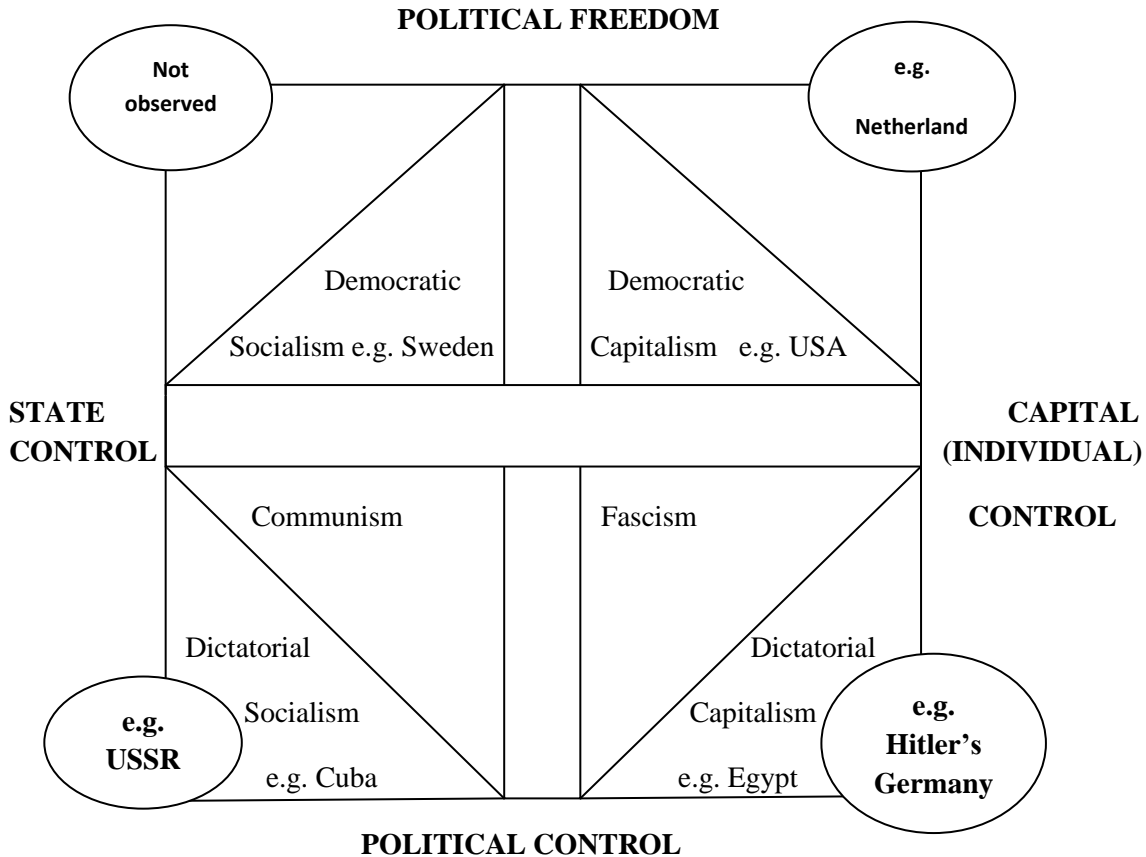 POLITICAL FREEDOM
Not
observed
e.g.
Netherland
Democratic
Socialism e.g. Sweden
Democratic
Capitalism e.g. USA
STATE
CONTROL
CAPITAL
(INDIVIDUAL)
CONTROL
Communism
Fascism
Dictatorial
Socialism
e.g. Cuba
Dictatorial
Capitalism
e.g. Egypt
e.g.
USSR
e.g.
Hitler’s
Germany
POLITICAL CONTROL